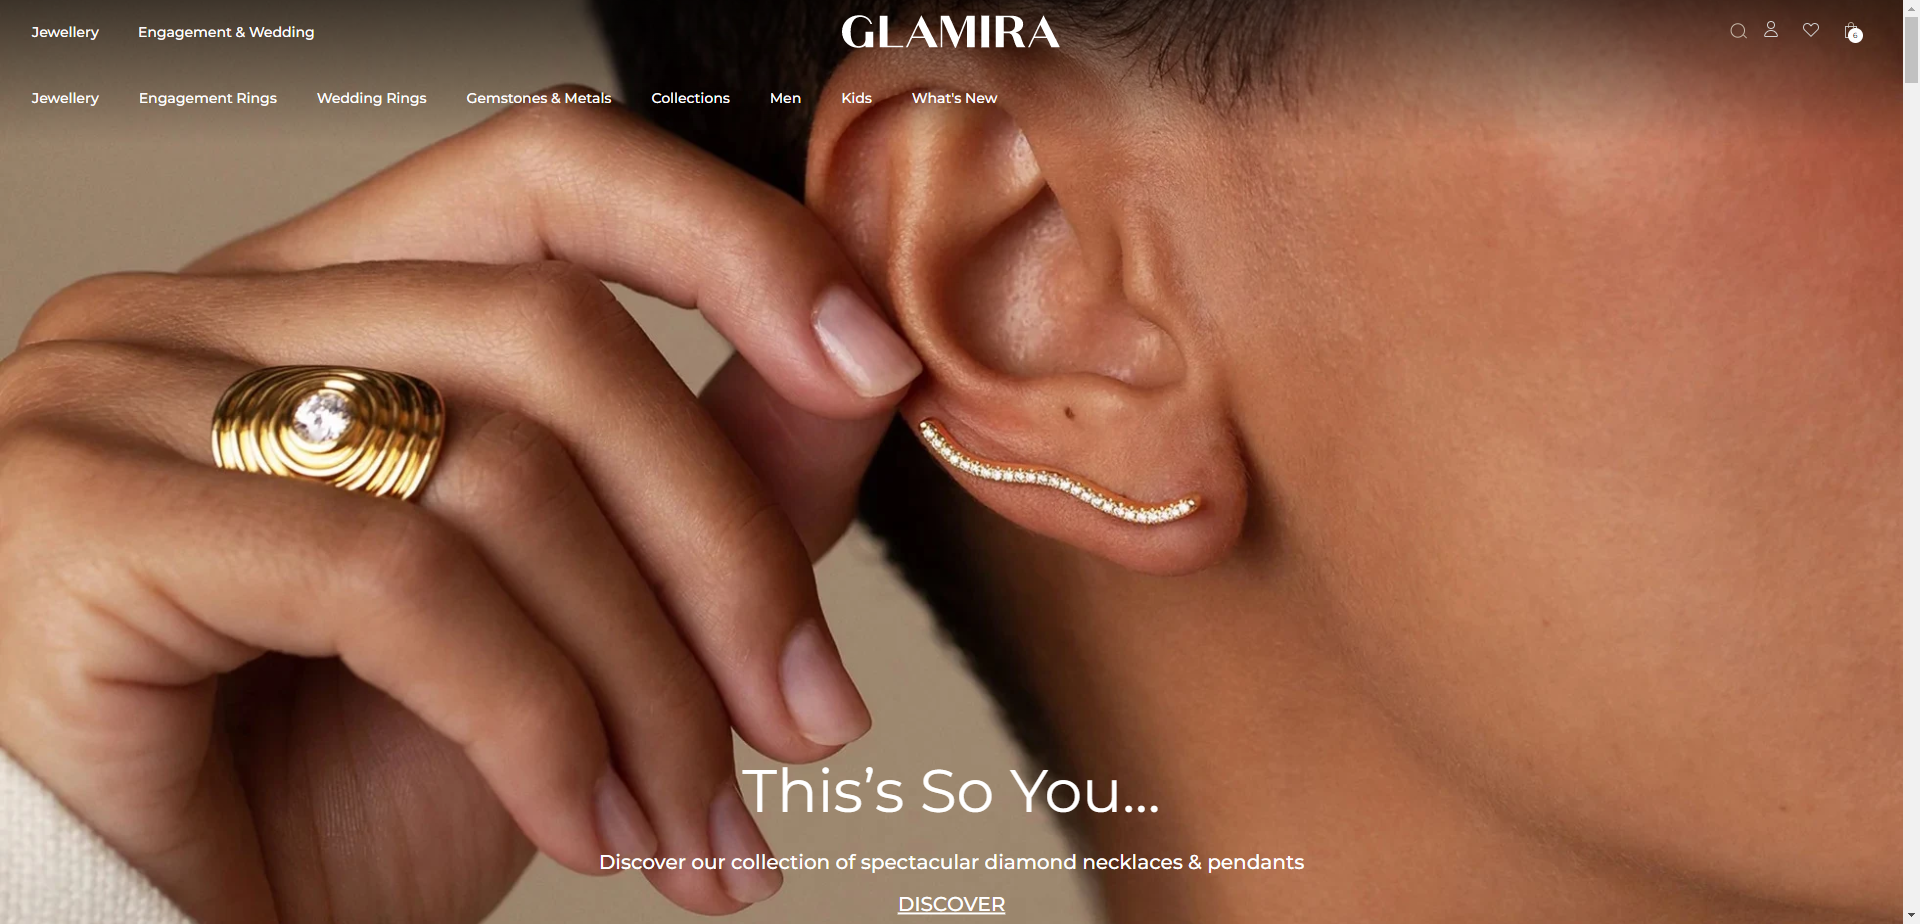 Jewellery Engagement & Wedding GLAMIRA 6
Jewellery Engagement Rings Wedding Rings Gemstones & Metals Collections Men Kids What's New
This’s So You...
Discover our collection of spectacular diamond necklaces & pendants
DISCOVER